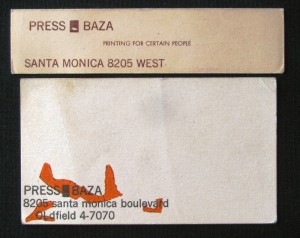 PRESS BAZA
PRINTING FOR CERTAIN PEOPLE
SANTA MONICA 8205 WEST
PRESS BAZA
8205 santa monica boulevard
OLdfield 4-7070